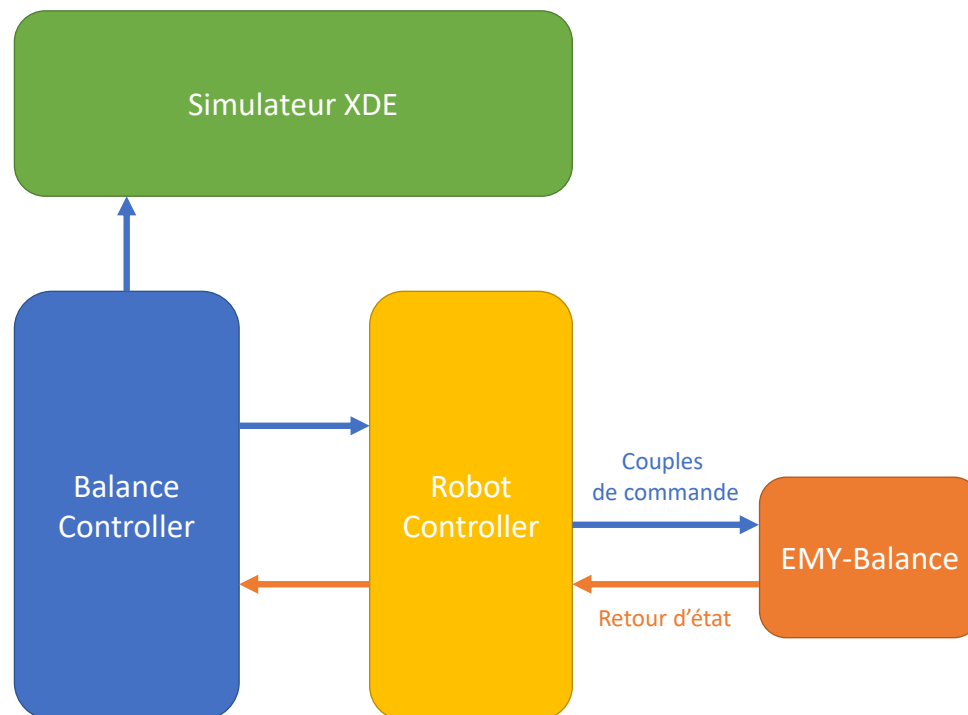 Simulateur XDE
Balance
Controller
Robot
Controller
Couples
de commande
EMY-Balance
Retour d’état